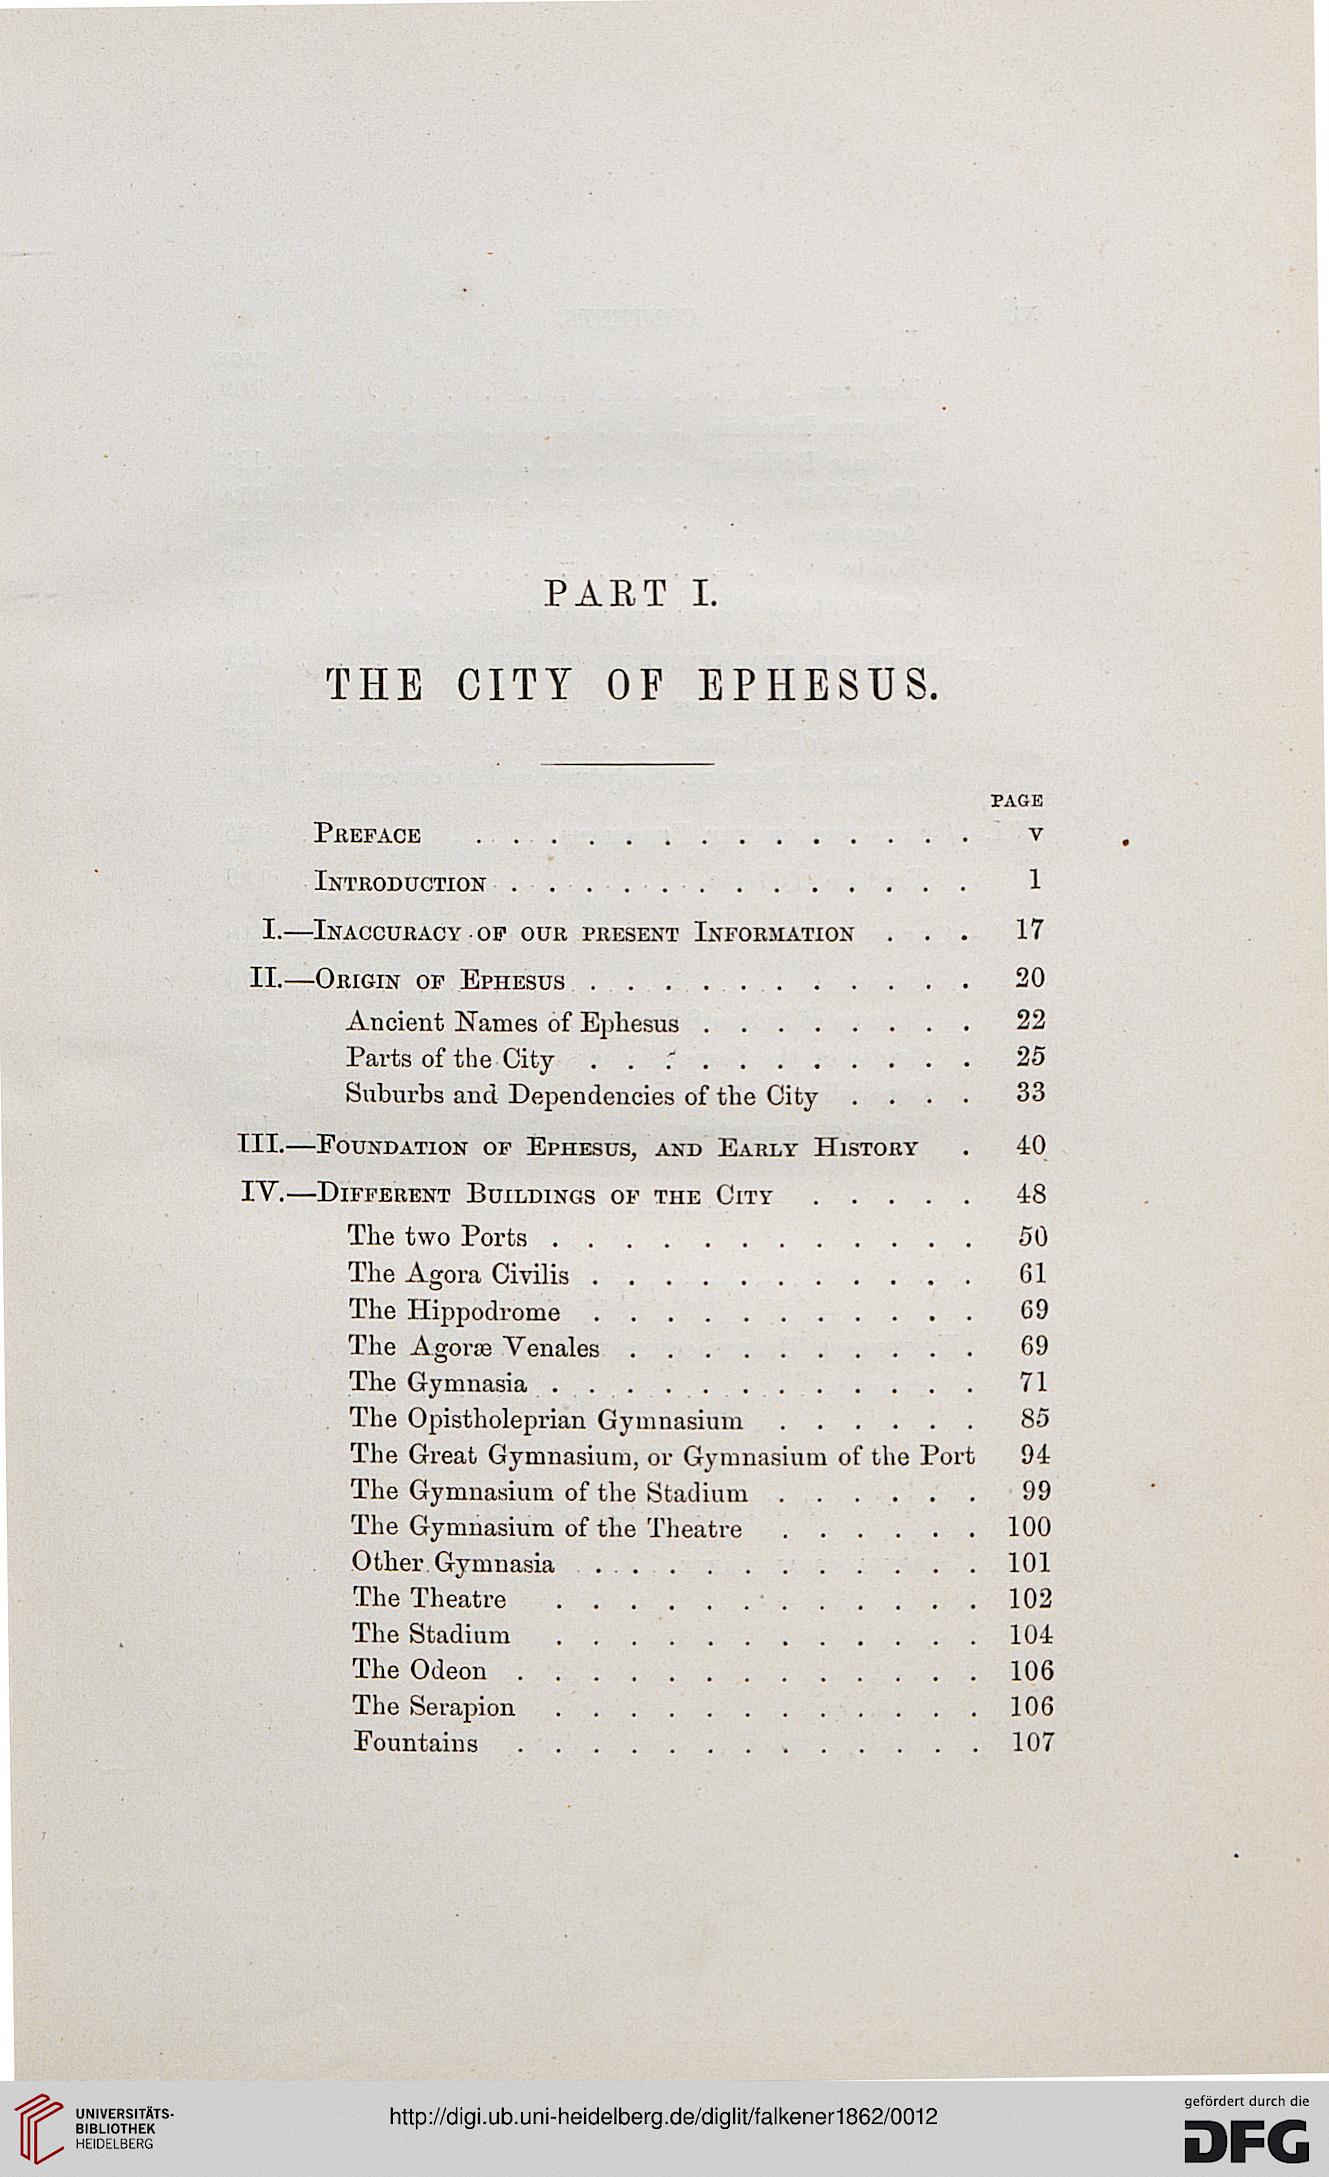 PART I.
THE CITY OF EPHESUS.
PAGE
PREFACE . . . . . . . . . . . . . . v
INTRODUCTION . . . . . . . . . . . . . 1
I.—INACCURACY OF OUR PRESENT INFORMATION . . . 17
II.—ORIGIN OF EPHESUS . . . . . . . . . . . 20
Ancient Names of Ephesus . . . . . . . . 22
Parts of the City . . . . . . . . . . . 25
Suburbs and Dependencies of the City . . . . 33
III.—FOUNDATION OF EPHESUS, AND EARLY HISTORY . 40
IV.—DIFFERENT BUILDINGS OF THE CITY . . . . . 48
The two Ports . . . . . . . . . . . . 50
The Agora Civilis . . . . . . . . . . . 61
The Hippodrome . . . . . . . . . . . 69
The Agoræ Venales . . . . . . . . . . 69
The Gymnasia . . . . . . . . . . . . 71
The Opistholeprian Gymnasium . . . . . . 85
The Great Gymnasium, or Gymnasium of the Port 94
The Gymnasium of the Stadium . . . . . . 99
The Gymnasium of the Theatre . . . . . . 100
Other Gymnasia . . . . . . . . . . . 101
The Theatre . . . . . . . . . . . . 102
The Stadium . . . . . . . . . . . . 104
The Odeon . . . . . . . . . . . . . 106
The Serapion . . . . . . . . . . . . 106
Fountains . . . . . . . . . . . . . 107
UNIVERSITÄTS-
BIBLIOTHEK
HEIDELBERG
http://digi.ub.uni-heidelberg.de/diglit/falkener1862/0012
gefördert durch die
DFG